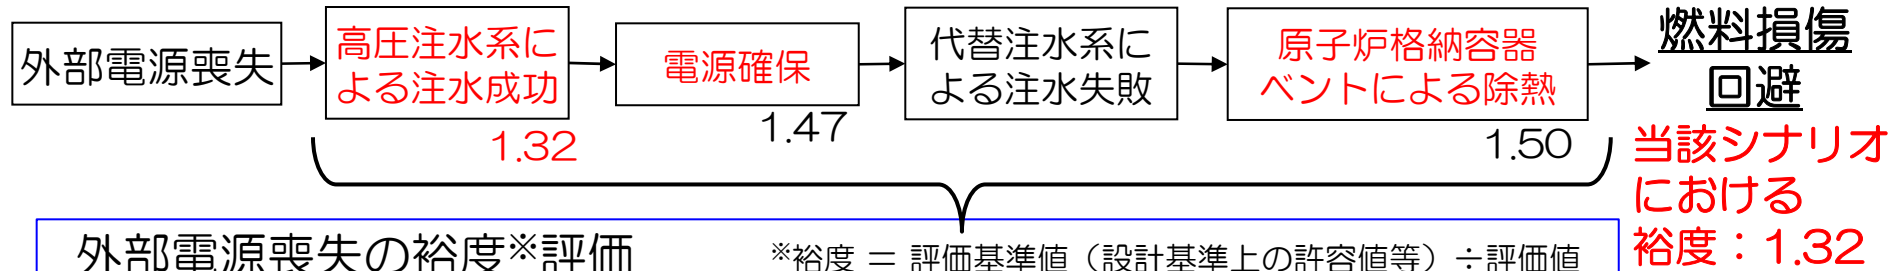 外部電源喪失
高圧注水系に
よる注水成功
1.32
電源確保
1.47
代替注水系に
よる注水失敗
原子炉格納容器
ベントによる除熱
1.50
燃料損傷
回避
当該シナリオ
における
裕度：1.32
外部電源喪失の裕度※評価
※裕度 ＝ 評価基準値（設計基準上の許容値等）÷評価値